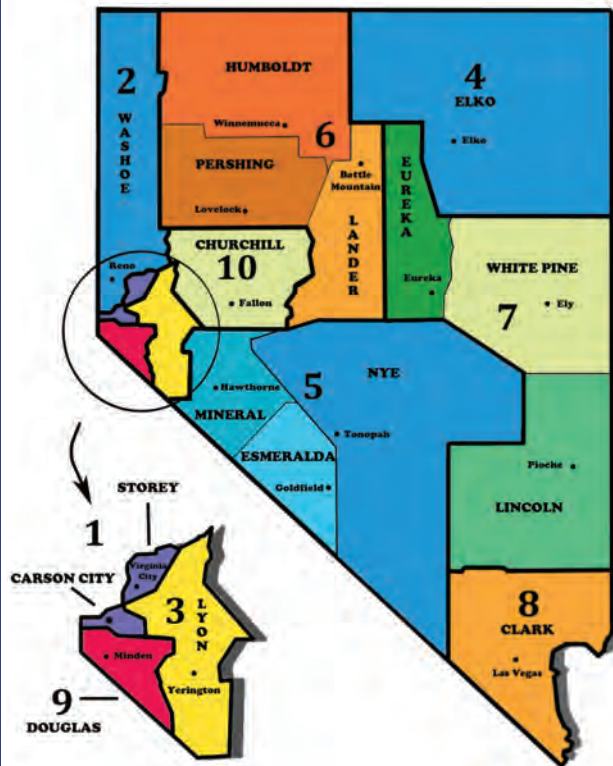 HUMBOLDT
2
WASHOE
4
ELKO
Winnemucca
6
Elko
PERSHING
EUREKA
Battle
Mountain
Lovelock
LANDER
CHURCHILL
10
WHITE PINE
Reno
Eureka
Fallon
Ely
7
NYE
5
Hawthorne
MINERAL
Tonopah
ESMERALDA
Pioche
Goldfield
STOREY
LINCOLN
1
Virginia
City
CARSON CITY
3
LYON
8
CLARK
Minden
Las Vegas
9
Yerington
DOUGLAS